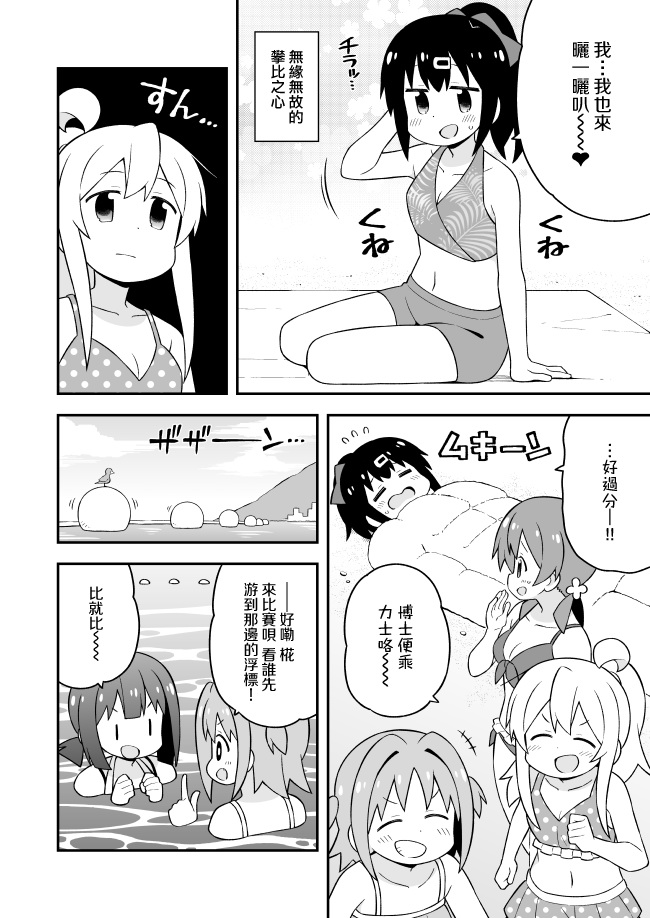 我…我也來
曬一曬叭～～♥
チラッ…
無緣無故的
攀比之心
くね
くね
すん…
…好過分—!!
ムキーン
博士便乘
力士咯～～
ザザーーン…
——好嘞 椛
來比賽唄 看誰先
游到那邊的浮標！
比就比～～